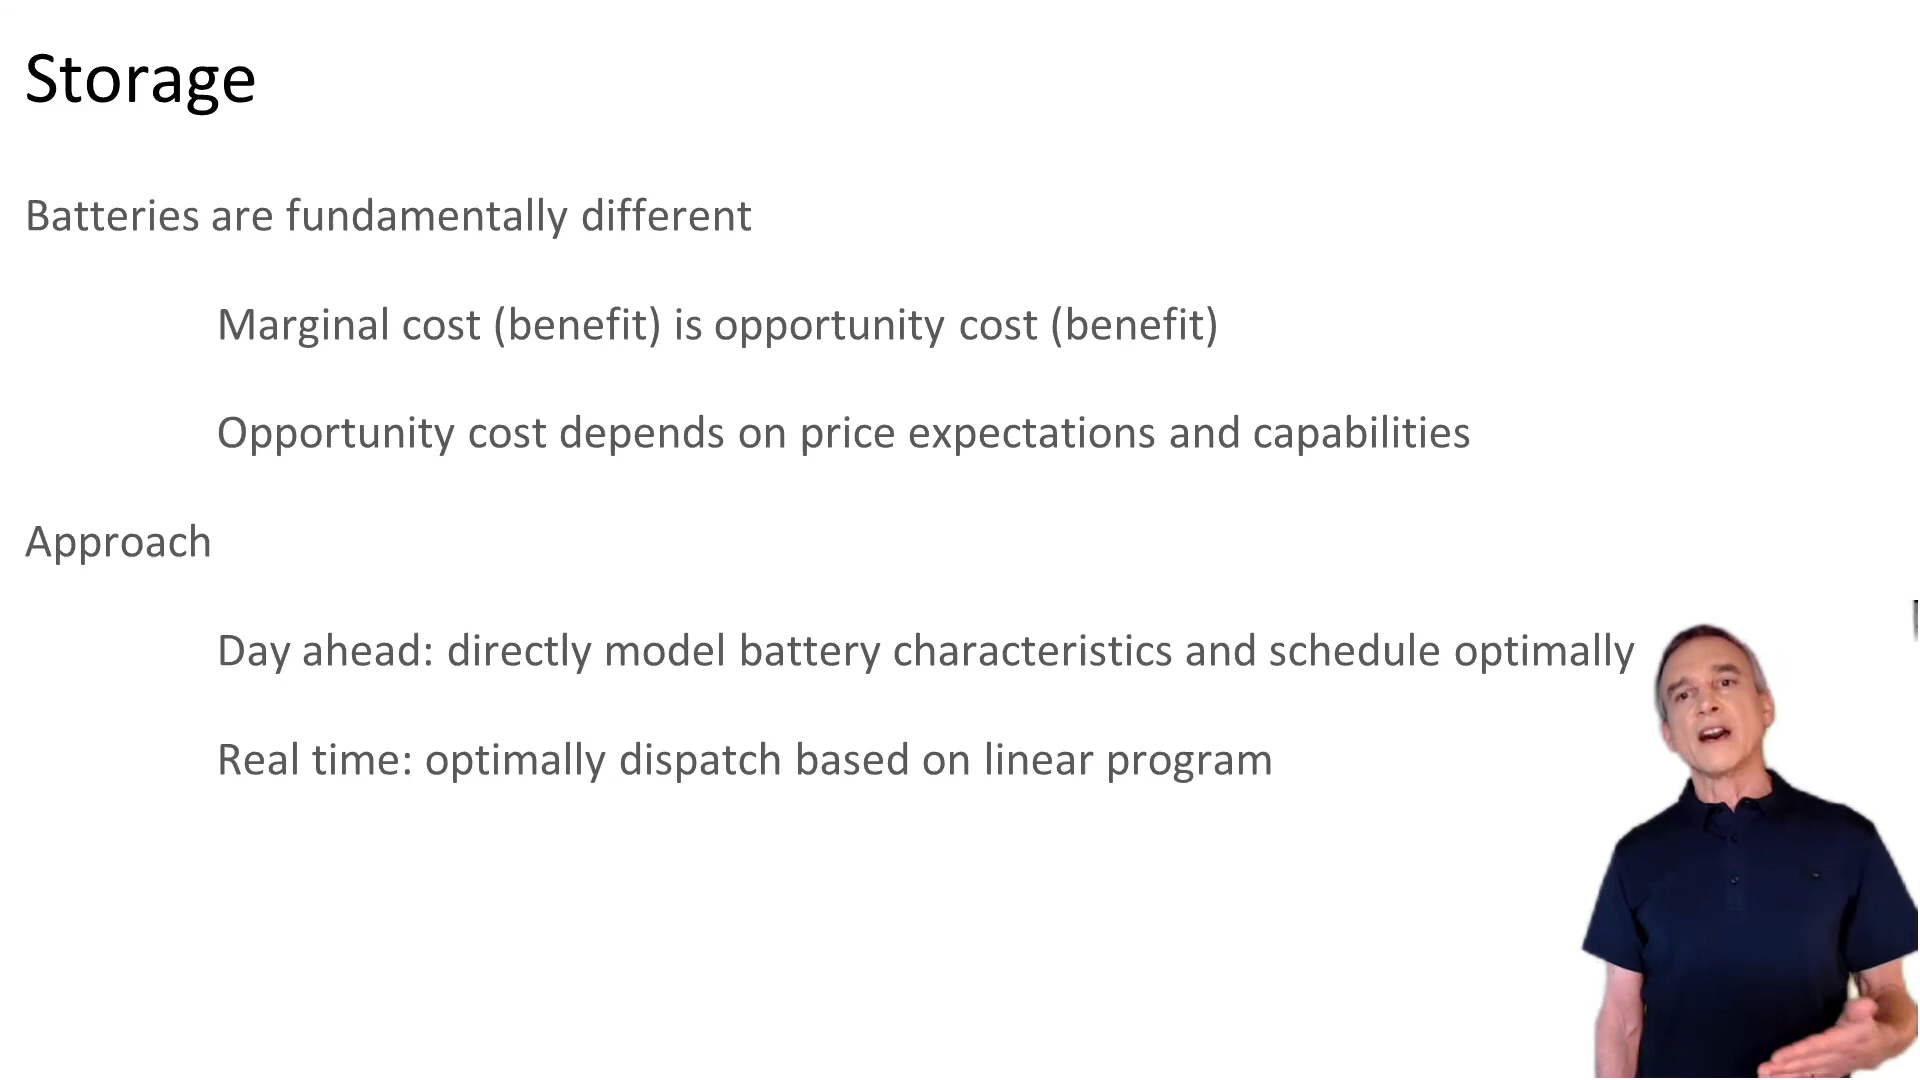 Storage
Batteries are fundamentally different
Marginal cost (benefit) is opportunity cost (benefit)
Opportunity cost depends on price expectations and capabilities
Approach
Day ahead: directly model battery characteristics and schedule optimally
Real time: optimally dispatch based on linear program